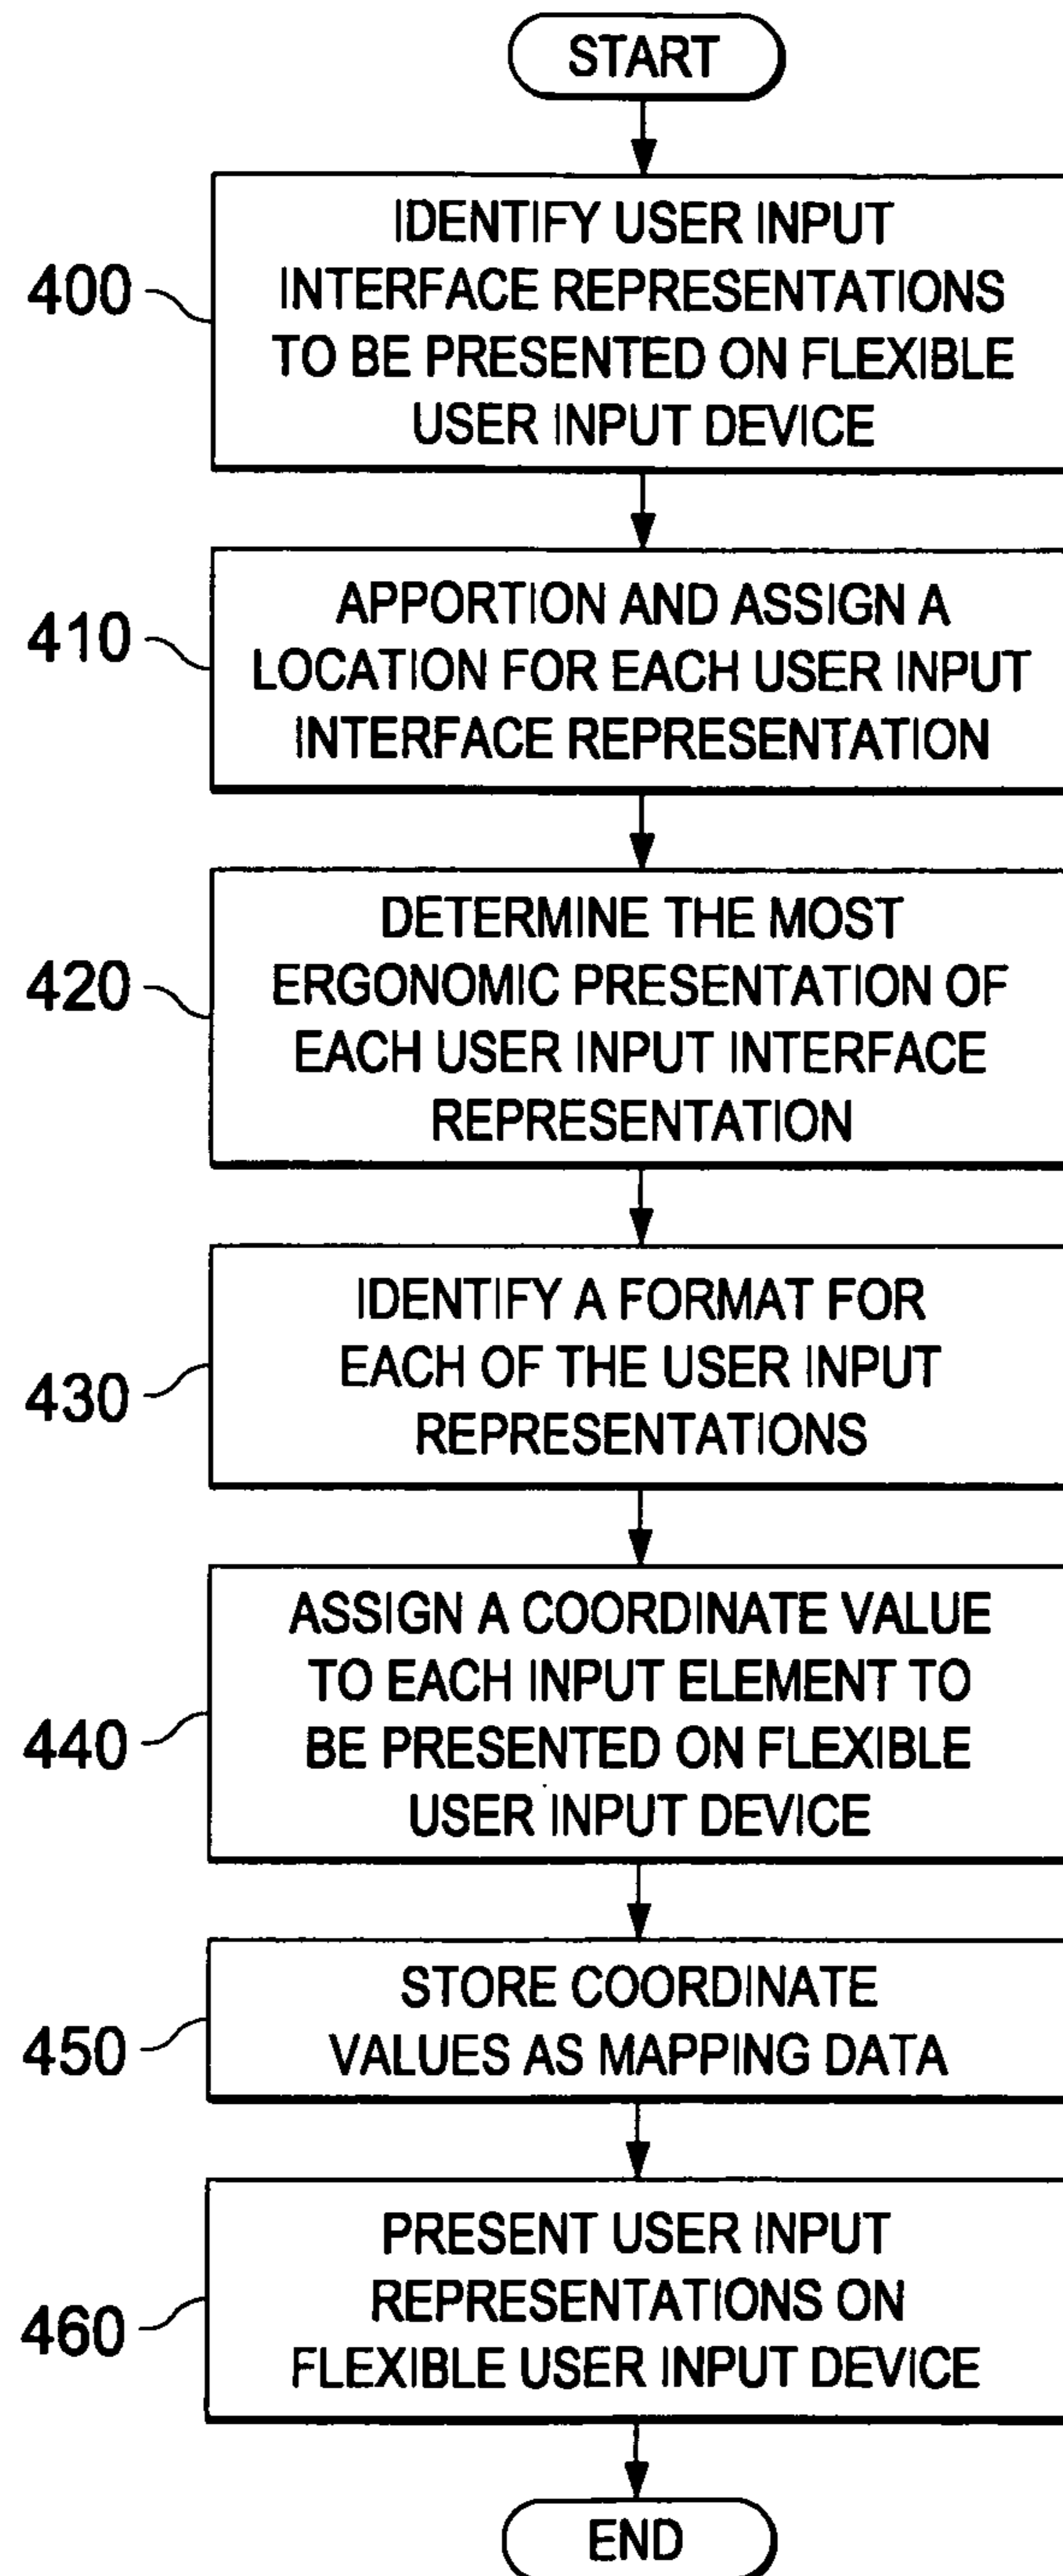 START
400
IDENTIFY USER INPUT
INTERFACE REPRESENTATIONS
TO BE PRESENTED ON FLEXIBLE
USER INPUT DEVICE
410
APPORTION AND ASSIGN A
LOCATION FOR EACH USER INPUT
INTERFACE REPRESENTATION
420
DETERMINE THE MOST
ERGONOMIC PRESENTATION OF
EACH USER INPUT INTERFACE
REPRESENTATION
430
IDENTIFY A FORMAT FOR
EACH OF THE USER INPUT
REPRESENTATIONS
440
ASSIGN A COORDINATE VALUE
TO EACH INPUT ELEMENT TO
BE PRESENTED ON FLEXIBLE
USER INPUT DEVICE
450
STORE COORDINATE
VALUES AS MAPPING DATA
460
PRESENT USER INPUT
REPRESENTATIONS ON
FLEXIBLE USER INPUT DEVICE
END